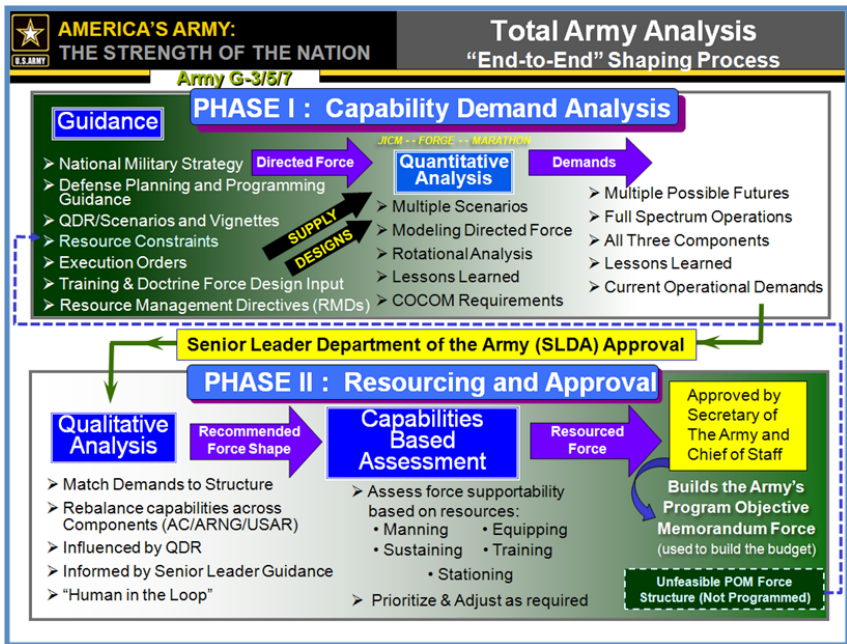 AMERICA'S ARMY:
THE STRENGTH OF THE NATION
U.S.ARMY
Total Army Analysis
“End-to-End” Shaping Process
Army G-3/5/7
PHASE I : Capability Demand Analysis
Guidance
➢ National Military Strategy
➢ Defense Planning and Programming
Guidance
➢ QDR/Scenarios and Vignettes
➢ Resource Constraints
➢ Execution Orders
➢ Training & Doctrine Force Design Input
➢ Resource Management Directives (RMDs)
Directed Force
SUPPLY
DESIGNS
JICM - - FORGE - - MARATHON
Quantitative
Analysis
➢ Multiple Scenarios
➢ Modeling Directed Force
➢ Rotational Analysis
➢ Lessons Learned
➢ COCOM Requirements
Demands
➢ Multiple Possible Futures
➢ Full Spectrum Operations
➢ All Three Components
➢ Lessons Learned
➢ Current Operational Demands
Senior Leader Department of the Army (SLDA) Approval
PHASE II : Resourcing and Approval
Qualitative
Analysis
➢ Match Demands to Structure
➢ Rebalance capabilities across
Components (AC/ARNG/USAR)
➢ Influenced by QDR
➢ Informed by Senior Leader Guidance
➢ “Human in the Loop”
Recommended
Force Shape
Capabilities
Based
Assessment
➢ Assess force supportability
based on resources:
• Manning • Equipping
• Sustaining • Training
• Stationing
➢ Prioritize & Adjust as required
Resourced
Force
Approved by
Secretary of
The Army and
Chief of Staff
Builds the Army's
Program Objective
Memorandum Force
(used to build the budget)
Unfeasible POM Force
Structure (Not Programmed)